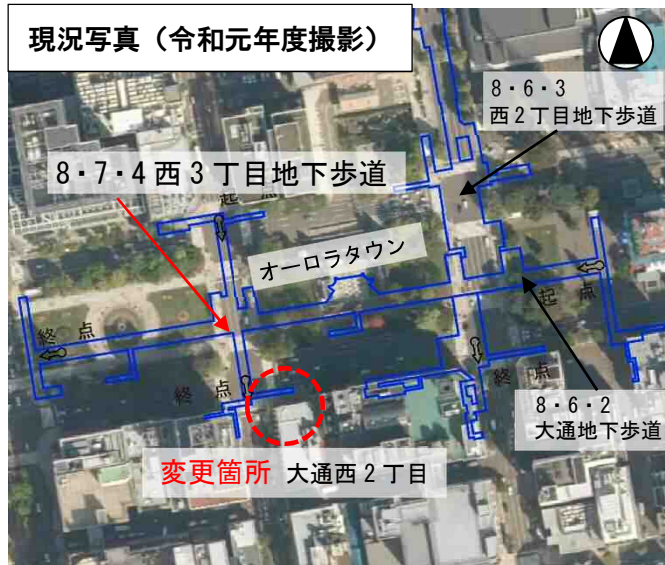 現況写真（令和元年度撮影）
8・6・3
西2丁目地下歩道
8・7・4西3丁目地下歩道
起点
オーロラタウン
起点
終点
終点
終点
8・6・2
大通地下歩道
変更箇所 大通西2丁目